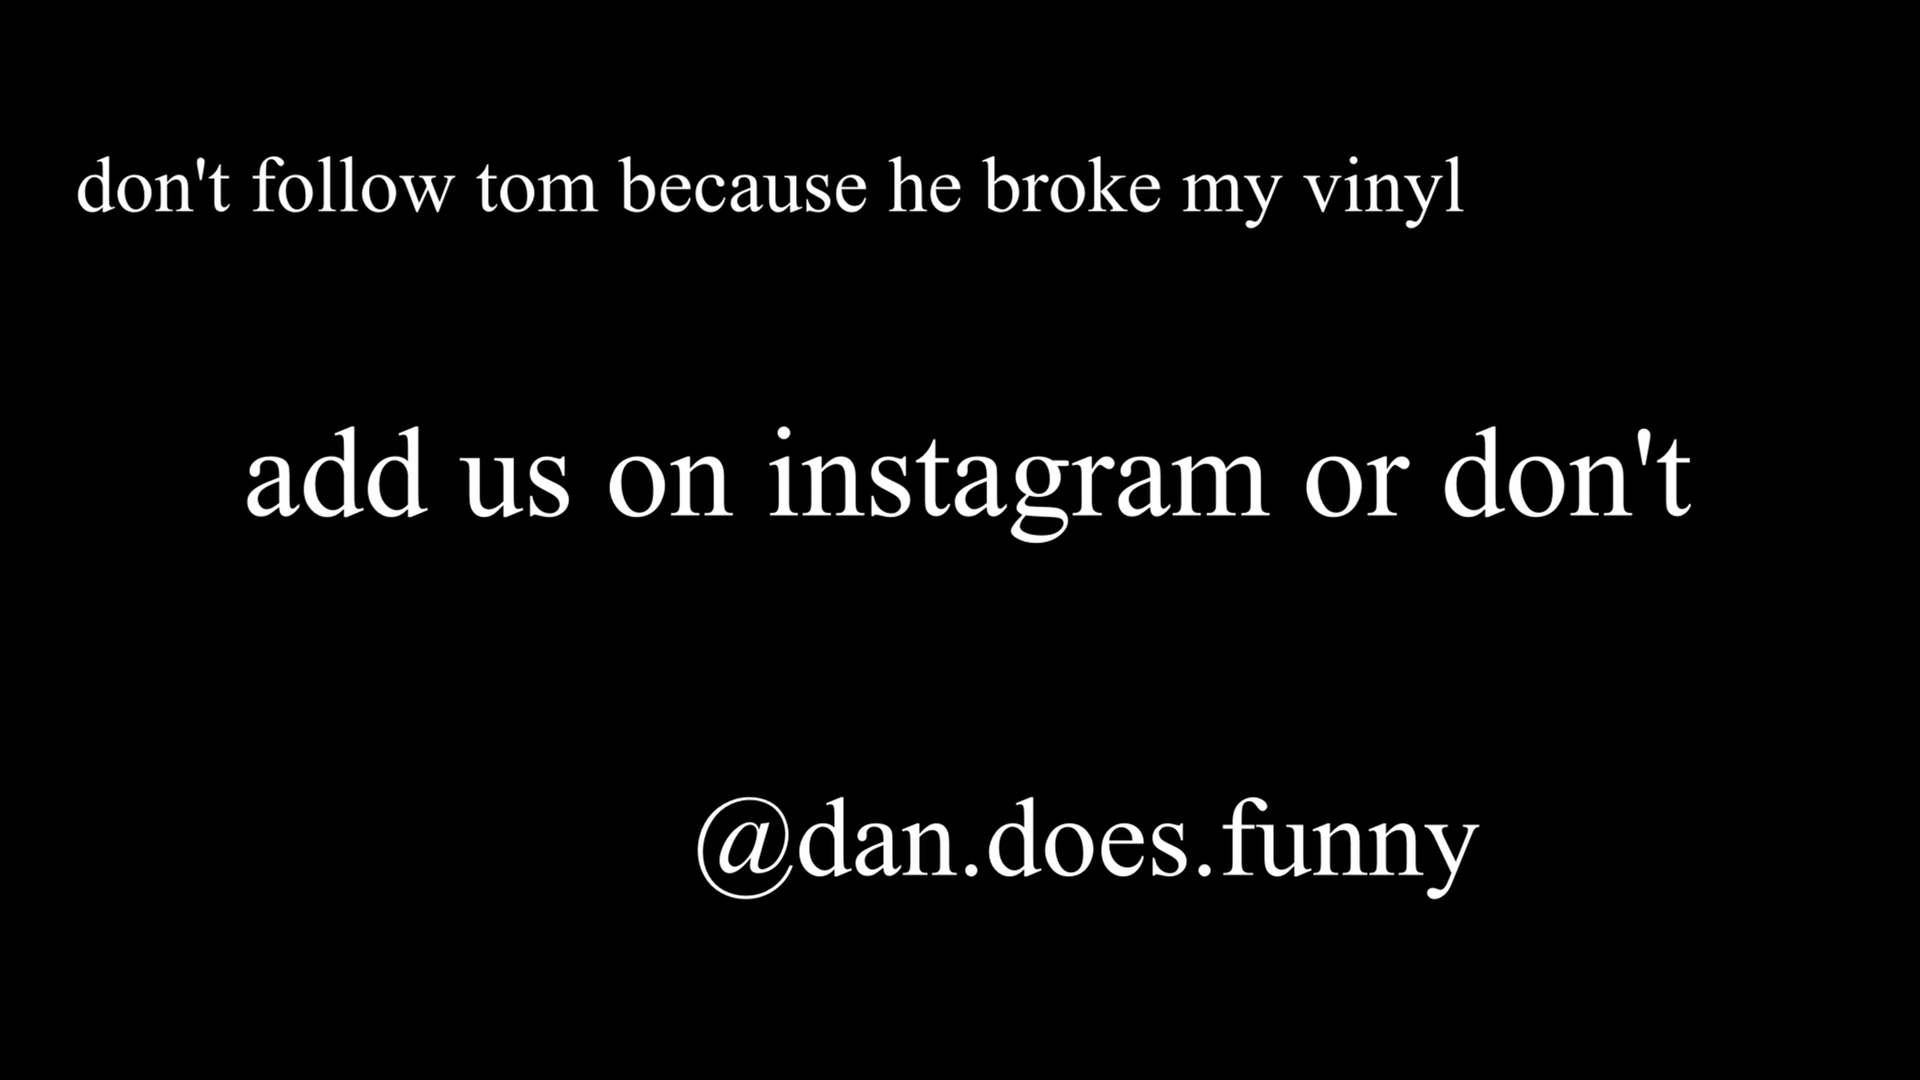 don't follow tom because he broke my vinyl
add us on instagram or don't
@dan.does.funny